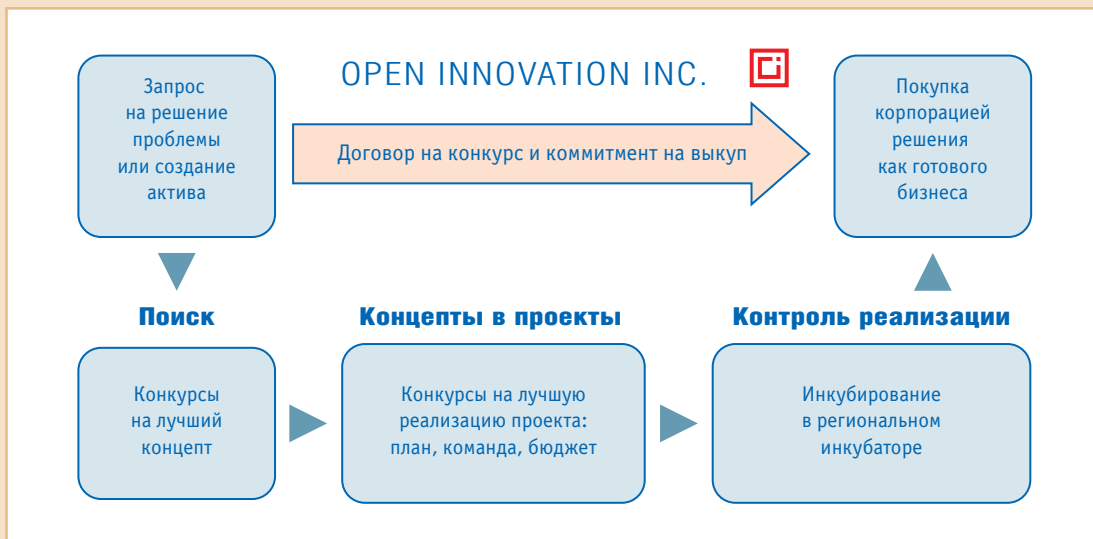 OPEN INNOVATION INC.
Запрос
на решение
проблемы
или создание
актива
Договор на конкурс и коммитмент на выкуп
Покупка
корпорацией
решения
как готового
бизнеса
Поиск
Конкурсы
на лучший
концепт
Концепты в проекты
Конкурсы на лучшую
реализацию проекта:
план, команда, бюджет
Контроль реализации
Инкубирование
в региональном
инкубаторе